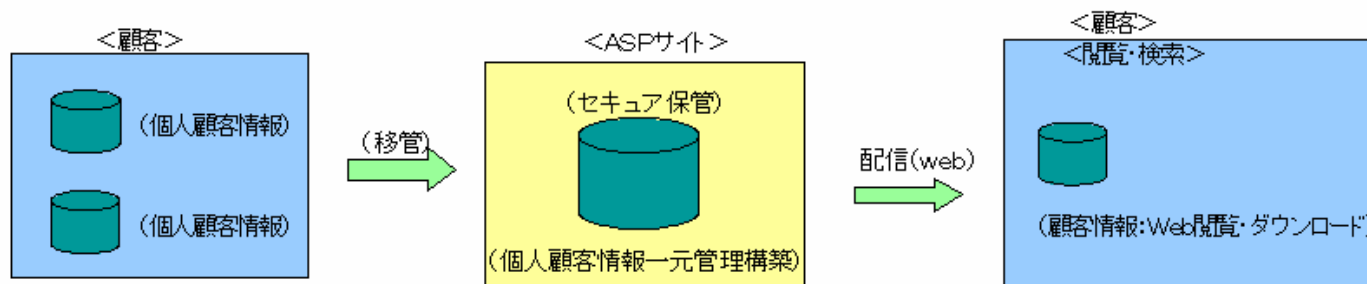 <顧客>
(個人顧客情報)
(個人顧客情報)
(移管)
<ASPサイト>
(セキュア保管)
(個人顧客情報一元管理構築)
配信(web)
<顧客>
<閲覧・検索>
(顧客情報:Web閲覧・ダウンロード)